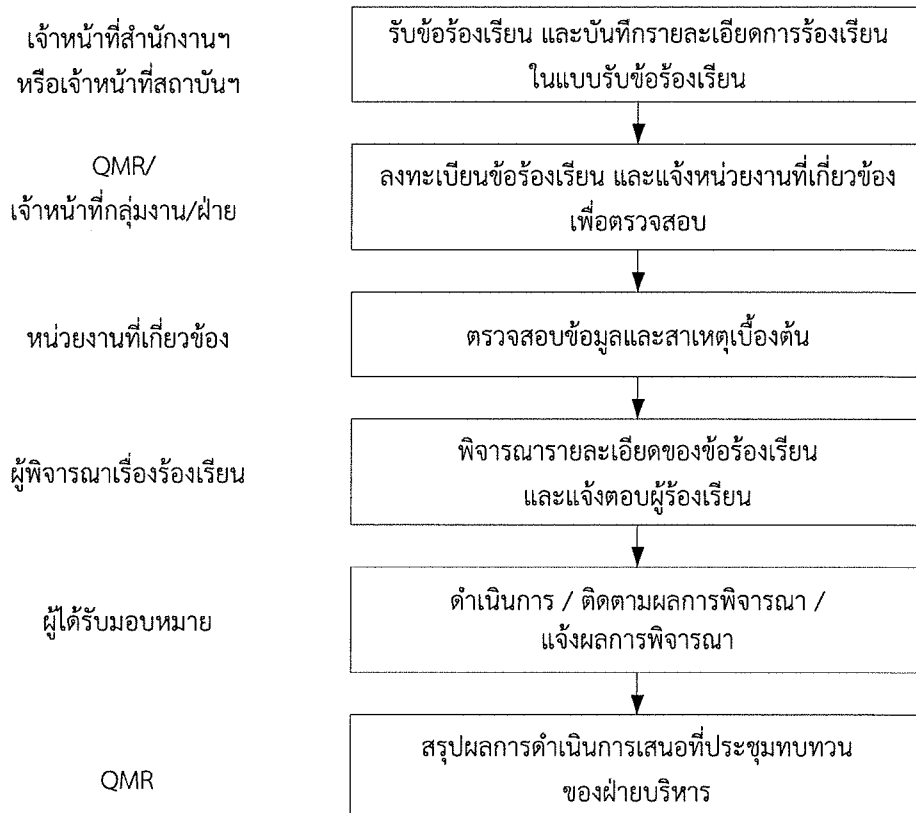 เจ้าหน้าที่สำนักงานฯ
หรือเจ้าหน้าที่สถาบันฯ
รับข้อร้องเรียน และบันทึกรายละเอียดการร้องเรียน
ในแบบรับข้อร้องเรียน
QMR/
เจ้าหน้าที่กลุ่มงาน/ฝ่าย
ลงทะเบียนข้อร้องเรียน และแจ้งหน่วยงานที่เกี่ยวข้อง
เพื่อตรวจสอบ
หน่วยงานที่เกี่ยวข้อง
ตรวจสอบข้อมูลและสาเหตุเบื้องต้น
ผู้พิจารณาเรื่องร้องเรียน
พิจารณารายละเอียดของข้อร้องเรียน
และแจ้งตอบผู้ร้องเรียน
ผู้ได้รับมอบหมาย
ดำเนินการ / ติดตามผลการพิจารณา /
แจ้งผลการพิจารณา
QMR
สรุปผลการดำเนินการเสนอที่ประชุมทบทวน
ของฝ่ายบริหาร